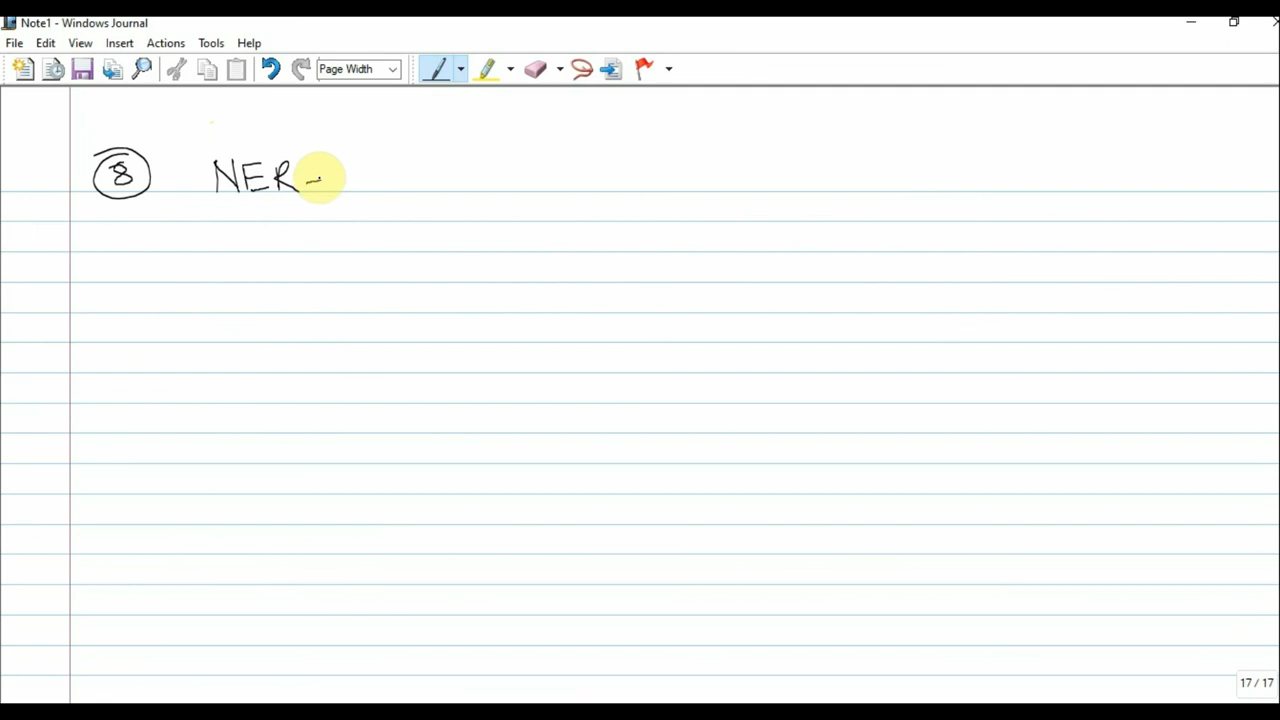 Note1 - Windows Journal
File Edit View Insert Actions Tools Help
Page Width
8 NER -
17 / 17